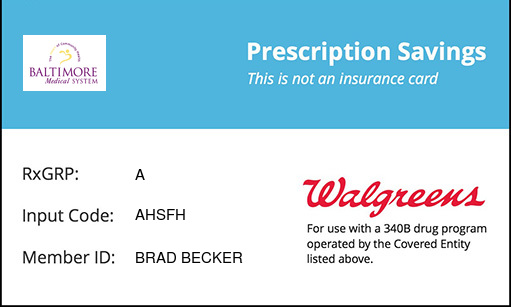 BALTIMORE
Medical SYSTEM
Prescription Savings
This is not an insurance card
RxGRP: A
Input Code: AHSFH
Member ID: BRAD BECKER
Walgreens
For use with a 340B drug program
operated by the Covered Entity
listed above.